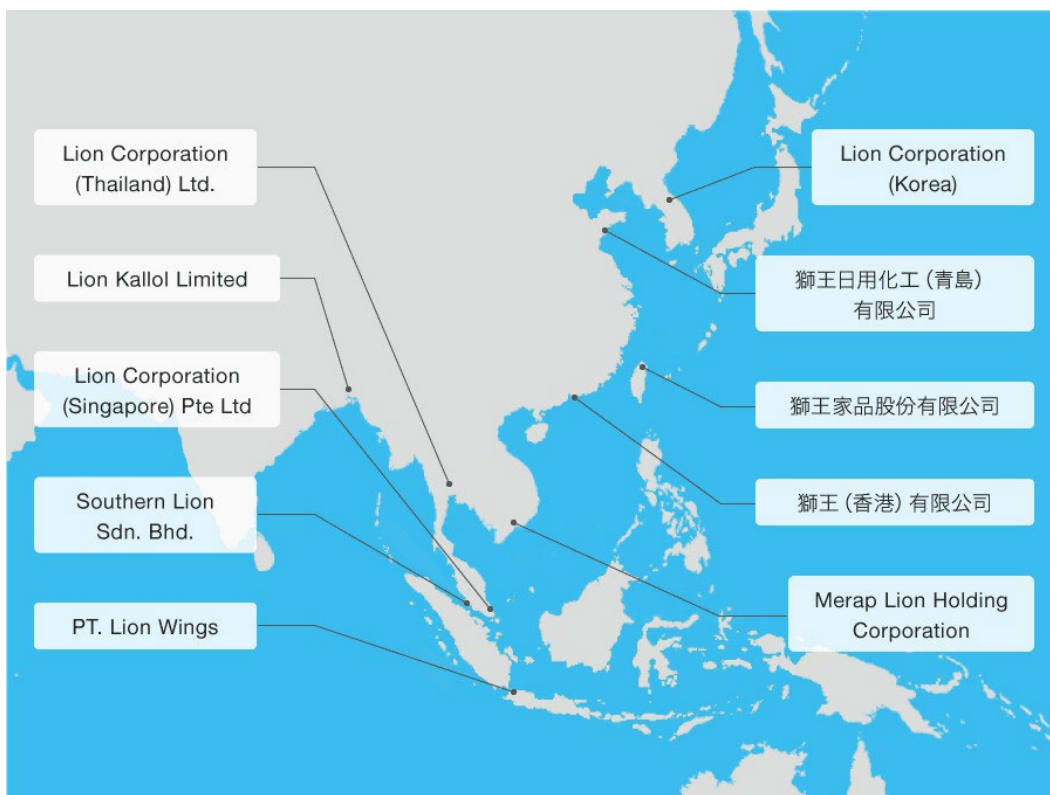 Lion Corporation
(Thailand) Ltd.
Lion Kallol Limited
Lion Corporation
(Singapore) Pte Ltd
Southern Lion
Sdn. Bhd.
PT. Lion Wings
Lion Corporation
(Korea)
獅王日用化工（青島）
有限公司
獅王家品股份有限公司
獅王（香港）有限公司
Merap Lion Holding
Corporation